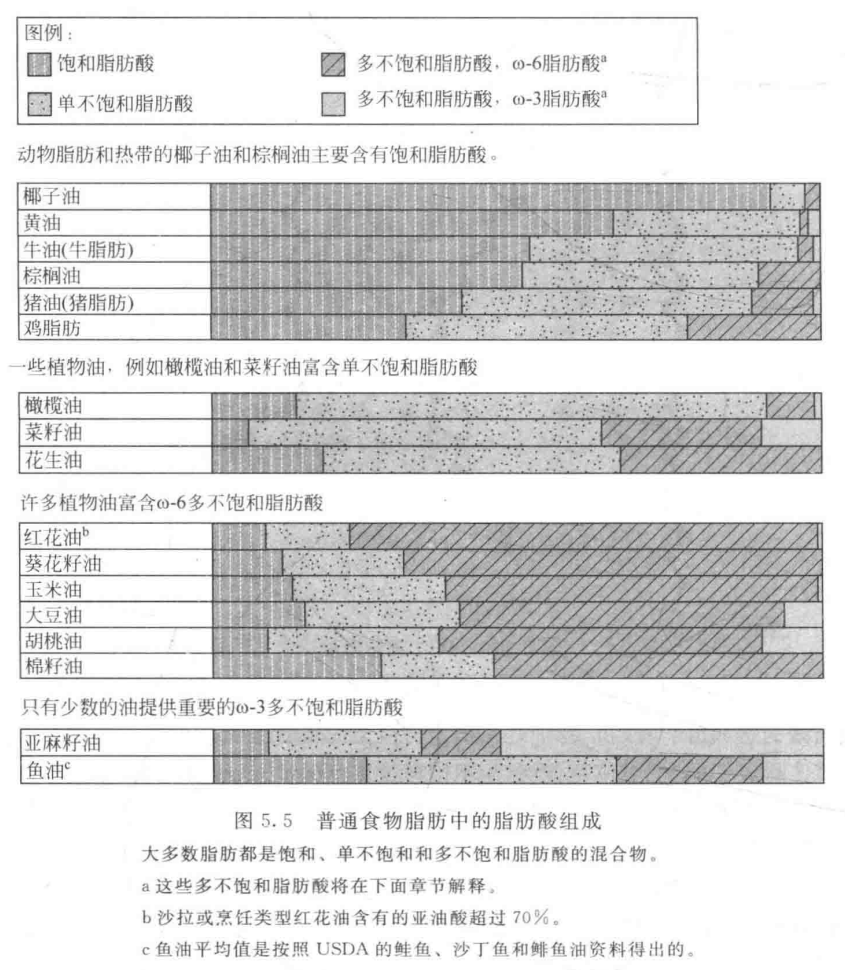 图例：
饱和脂肪酸
多不饱和脂肪酸，ω-6脂肪酸a
单不饱和脂肪酸
多不饱和脂肪酸，ω-3脂肪酸a
动物脂肪和热带的椰子油和棕榈油主要含有饱和脂肪酸。
椰子油
黄油
牛油(牛脂肪)
棕榈油
猪油(猪脂肪)
鸡脂肪
一些植物油，例如橄榄油和菜籽油富含单不饱和脂肪酸
橄榄油
菜籽油
花生油
许多植物油富含ω-6多不饱和脂肪酸
红花油b
葵花籽油
玉米油
大豆油
胡桃油
棉籽油
只有少数的油提供重要的ω-3多不饱和脂肪酸
亚麻籽油
鱼油c
图 5.5 普通食物脂肪中的脂肪酸组成
大多数脂肪都是饱和、单不饱和和多不饱和脂肪酸的混合物。
a 这些多不饱和脂肪酸将在下面章节解释。
b 沙拉或烹饪类型红花油含有的亚油酸超过 70%。
c 鱼油平均值是按照 USDA 的鲑鱼、沙丁鱼和鲱鱼油资料得出的。